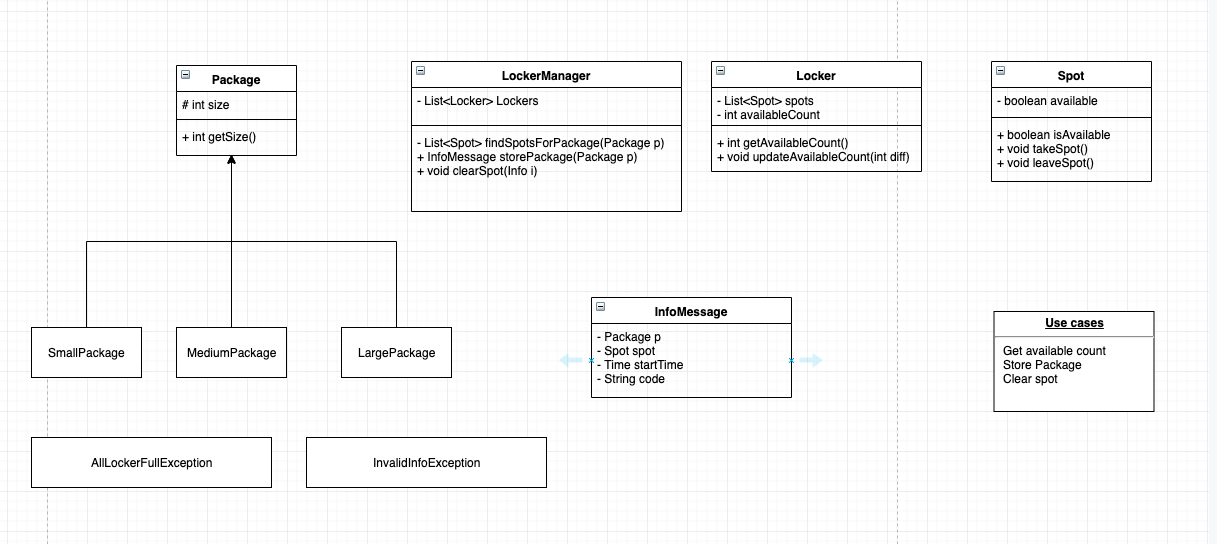 Package
# int size
+ int getSize()
LockerManager
- List<Locker> Lockers
- List<Spot> findSpotsForPackage(Package p)
+ InfoMessage storePackage(Package p)
+ void clearSpot(Info i)
Locker
- List<Spot> spots
- int availableCount
+ int getAvailableCount()
+ void updateAvailableCount(int diff)
Spot
- boolean available
+ boolean isAvailable
+ void takeSpot()
+ void leaveSpot()
SmallPackage
MediumPackage
LargePackage
InfoMessage
- Package p
- Spot spot
- Time startTime
- String code
Use cases
Get available count
Store Package
Clear spot
AllLockerFullException
InvalidInfoException